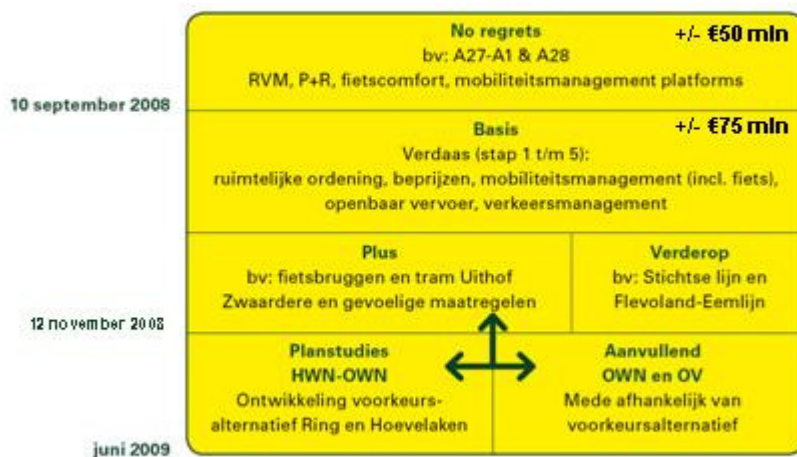 No regrets
+/- €50 mln
bv: A27-A1 & A28
RVM, P+R, fietscomfort, mobiliteitsmanagement platforms
10 september 2008
Basis
+/- €75 mln
Verdaas (stap 1 t/m 5):
ruimtelijke ordening, beprijzen, mobiliteitsmanagement (incl. fiets),
openbaar vervoer, verkeersmanagement
Plus
bv: fietsbruggen en tram Uithof
Zwaardere en gevoelige maatregelen
Verderop
bv: Stichtse lijn en
Flevoland-Eemlijn
12 november 2008
Planstudies
HWN-OWN
Ontwikkeling voorkeurs-
alternatief Ring en Hoevelaken
Aanvullend
OWN en OV
Mede afhankelijk van
voorkeursalternatief
juni 2009